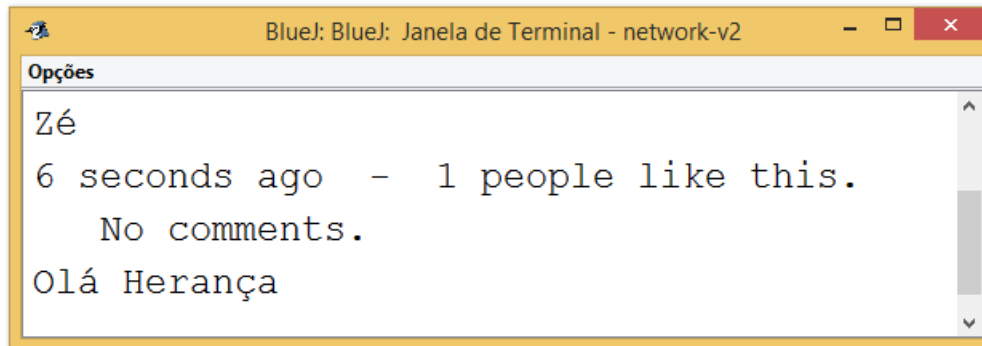 BlueJ: BlueJ: Janela de Terminal - network-v2
Opções
Zé
6 seconds ago  -  1 people like this.
   No comments.
Olá Herança